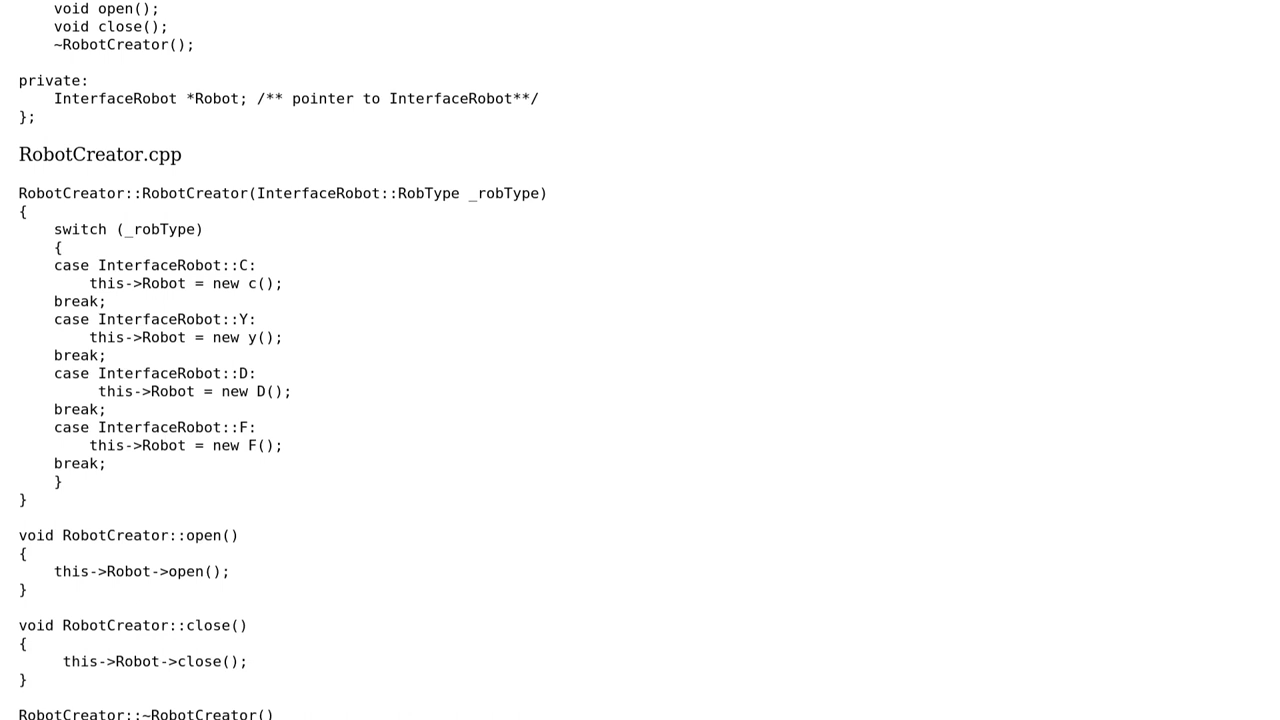 void open();
    void close();
    ~RobotCreator();

private:
    InterfaceRobot *Robot; /** pointer to InterfaceRobot**/
};
RobotCreator.cpp
RobotCreator::RobotCreator(InterfaceRobot::RobType _robType)
{
    switch (_robType)
    {
    case InterfaceRobot::C:
        this->Robot = new c();
    break;
    case InterfaceRobot::Y:
        this->Robot = new y();
    break;
    case InterfaceRobot::D:
         this->Robot = new D();
    break;
    case InterfaceRobot::F:
        this->Robot = new F();
    break;
    }
}

void RobotCreator::open()
{
    this->Robot->open();
}

void RobotCreator::close()
{
     this->Robot->close();
}

RobotCreator::~RobotCreator()